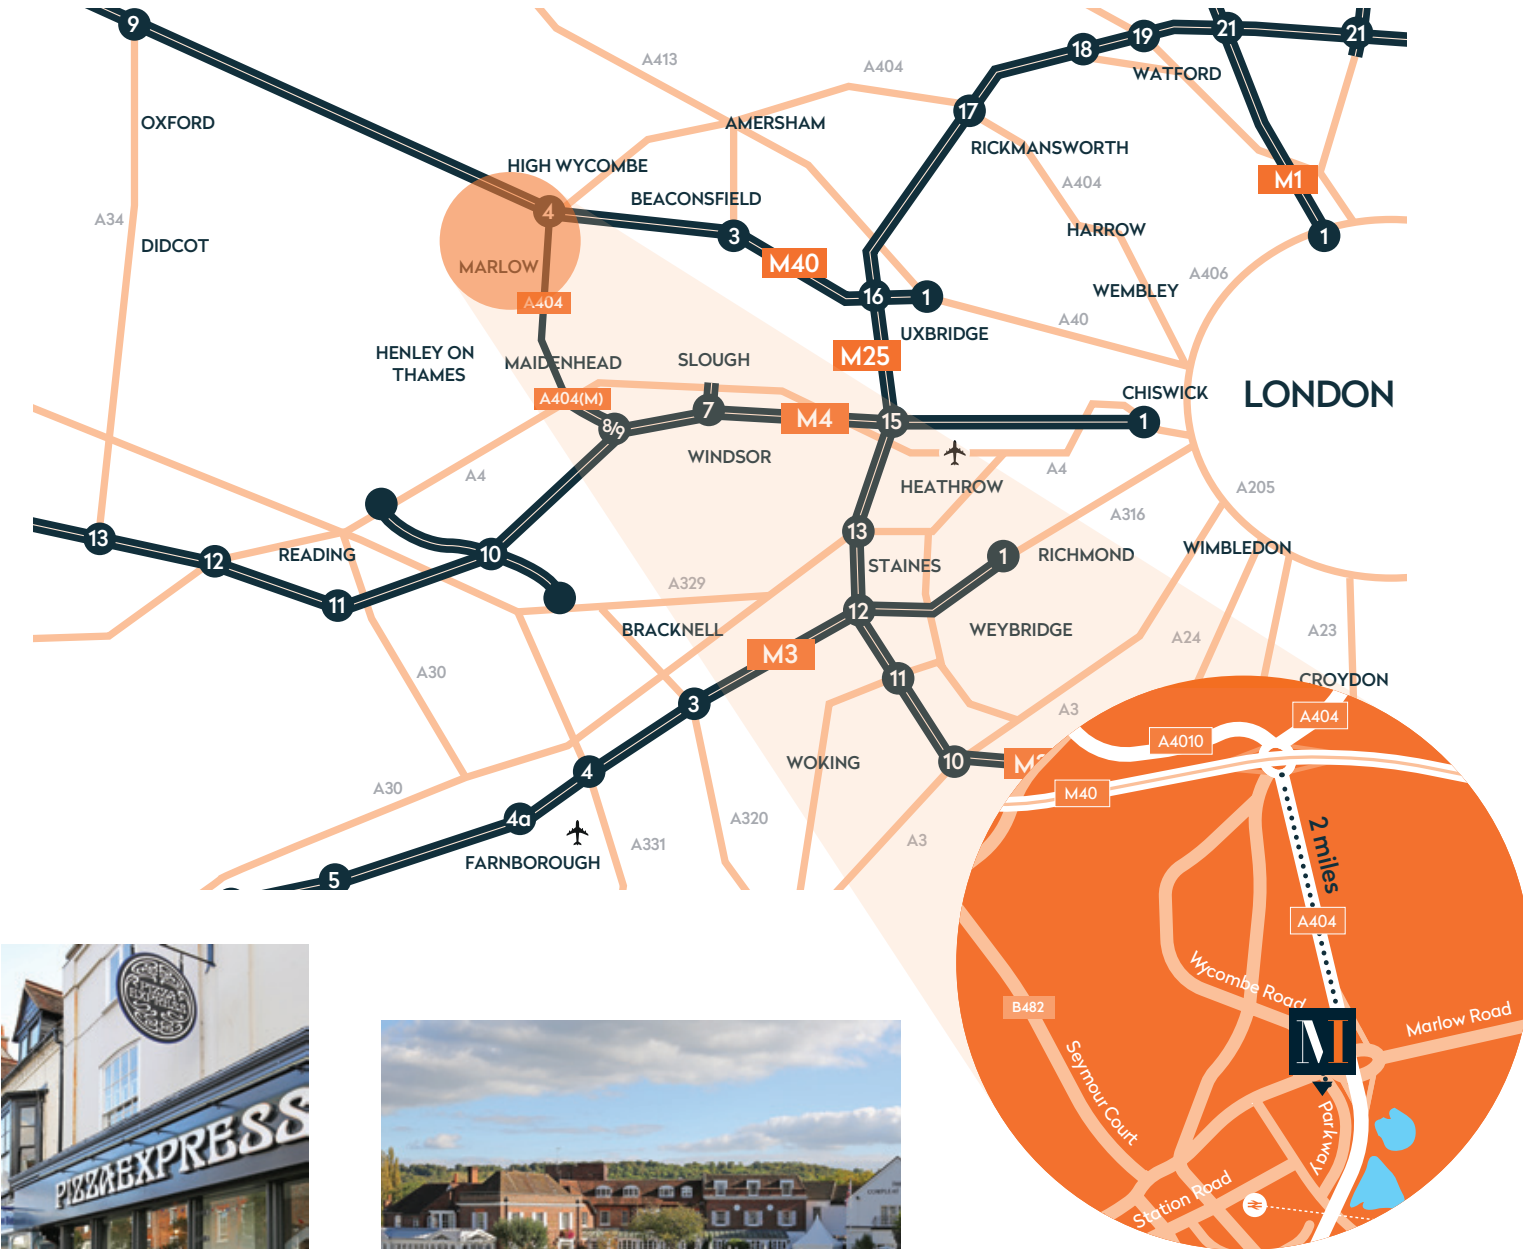 9
18
19
21
21
A413
A404
WATFORD
17
OXFORD
AMERSHAM
RICKMANSWORTH
HIGH WYCOMBE
A404
M1
BEACONSFIELD
4
3
A34
DIDCOT
HARROW
1
MARLOW
M40
A406
A404
16
1
WEMBLEY
A40
UXBRIDGE
HENLEY ON
THAMES
MAIDENHEAD
SLOUGH
M25
A404(M)
CHISWICK
LONDON
8/9
7
M4
15
1
WINDSOR
A4
A4
HEATHROW
A205
A316
13
12
READING
10
13
1
RICHMOND
WIMBLEDON
STAINES
11
A329
12
BRACKNELL
M3
WEYBRIDGE
A24
A23
A30
11
CROYDON
3
A3
WOKING
10
4
A30
4a
A320
A331
A3
FARNBOROUGH
5
A404
A4010
M40
2 miles
A404
Wycombe Road
B482
Marlow Road
MI
Seymour Court
Parkway
Station Road
PIZZA
EXPRESS
PIZZAEXPRESS